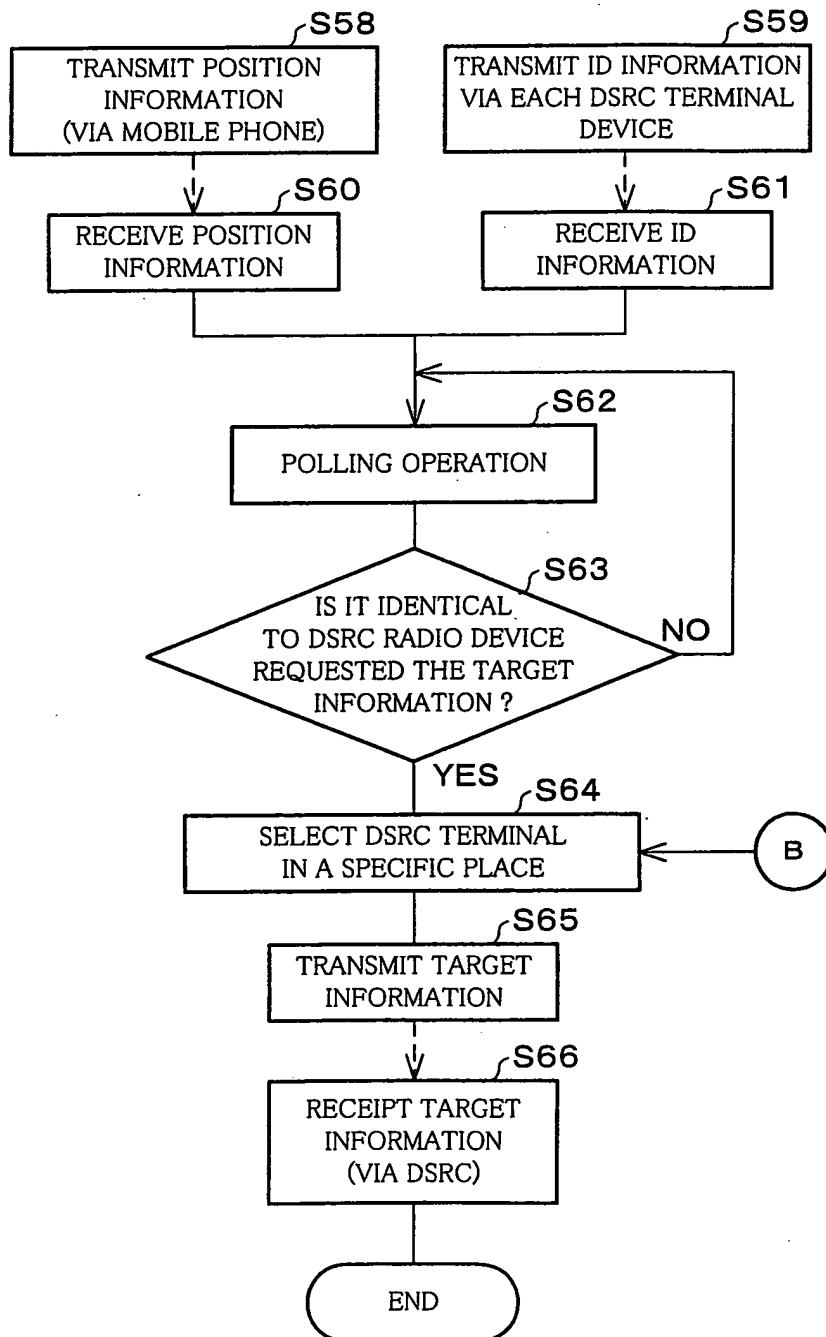 S58
TRANSMIT POSITION
INFORMATION
(VIA MOBILE PHONE)
S59
TRANSMIT ID INFORMATION
VIA EACH DSRC TERMINAL
DEVICE
S60
RECEIVE POSITION
INFORMATION
S61
RECEIVE ID
INFORMATION
S62
POLLING OPERATION
S63
IS IT IDENTICAL
TO DSRC RADIO DEVICE
REQUESTED THE TARGET
INFORMATION ?
NO
YES
S64
SELECT DSRC TERMINAL
IN A SPECIFIC PLACE
B
S65
TRANSMIT TARGET
INFORMATION
S66
RECEIPT TARGET
INFORMATION
(VIA DSRC)
END